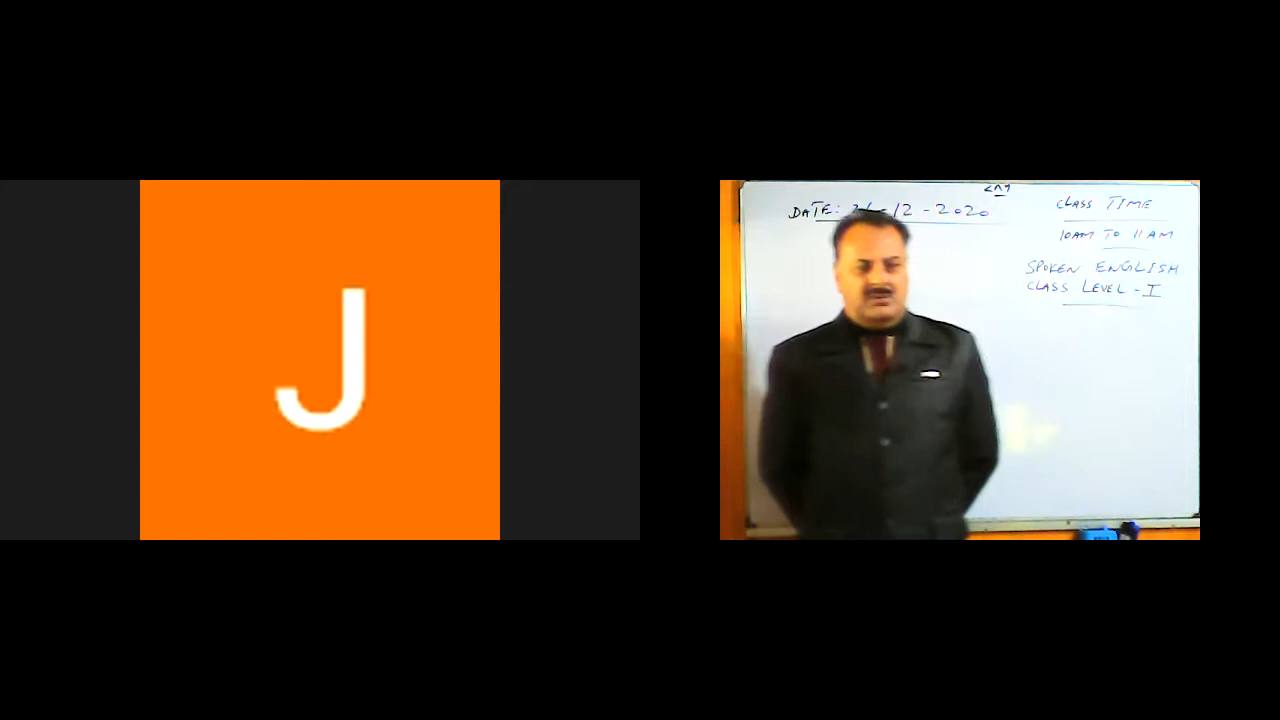 J
DATE: -12-2020
CLASS TIME
10AM TO 11AM
SPOKEN ENGLISH
CLASS LEVEL - I